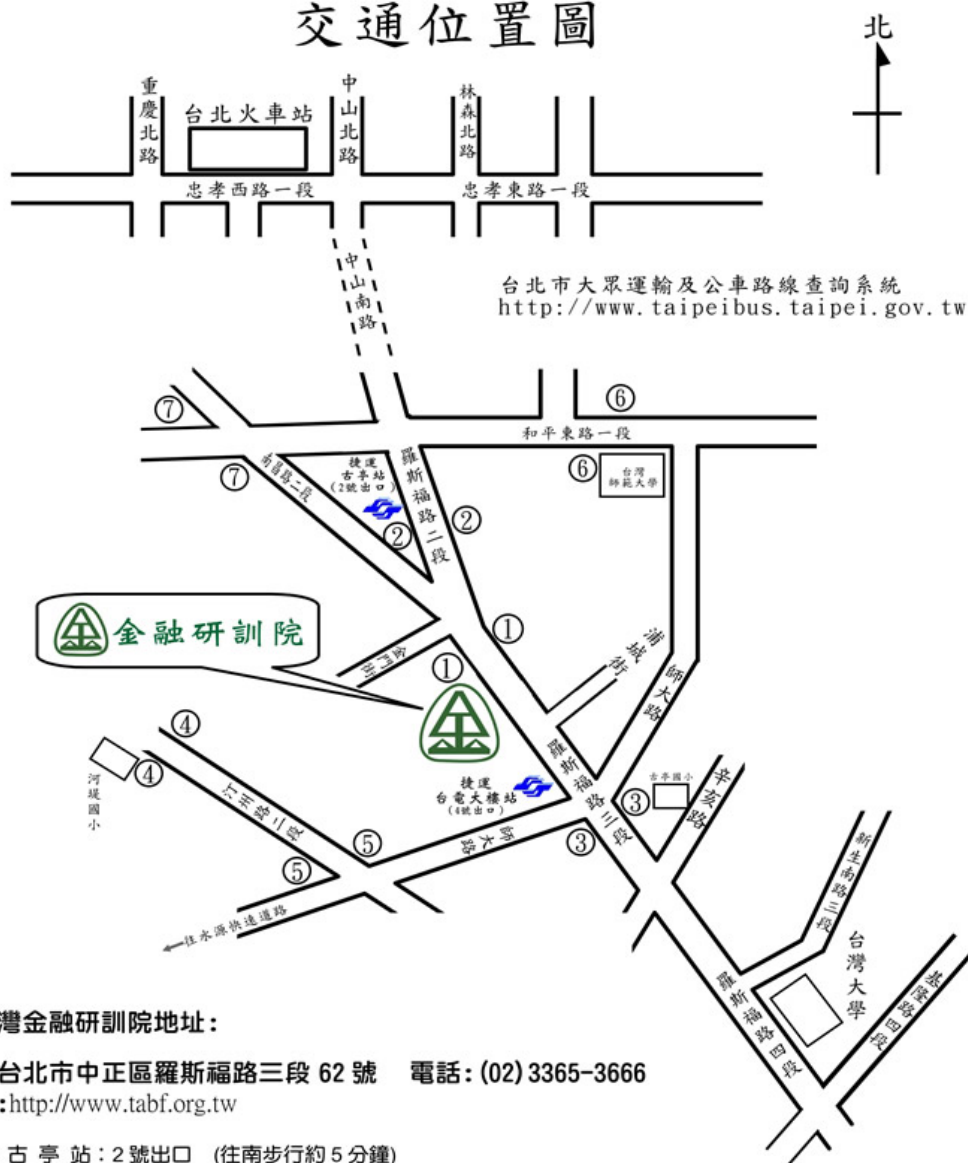 交通位置圖
北
重慶北路
台北火車站
中山北路
林森北路
忠孝西路一段
忠孝東路一段
中山南路
台北市大眾運輸及公車路線查詢系統
http://www.taipeibus.taipei.gov.tw
⑦
⑥
和平東路一段
⑦
南昌路二段
捷運
古亭站
(2號出口)
羅斯福路二段
⑥
台灣
師範大學
②
②
金融研訓院
①
金門街
①
浦城街
師大路
④
④
河堤國小
汀州路二段
捷運
台電大樓站
(4號出口)
羅斯福路三段
③
古亭國小
辛亥路
⑤
師大路
③
⑤
新生南路三段
往水源快速道路
台灣大學
羅斯福路四段
基隆路四段
灣金融研訓院地址:
台北市中正區羅斯福路三段 62 號 電話: (02) 3365-3666
:http://www.tabf.org.tw
古 亭 站:2 號出口 (往南步行約 5 分鐘)